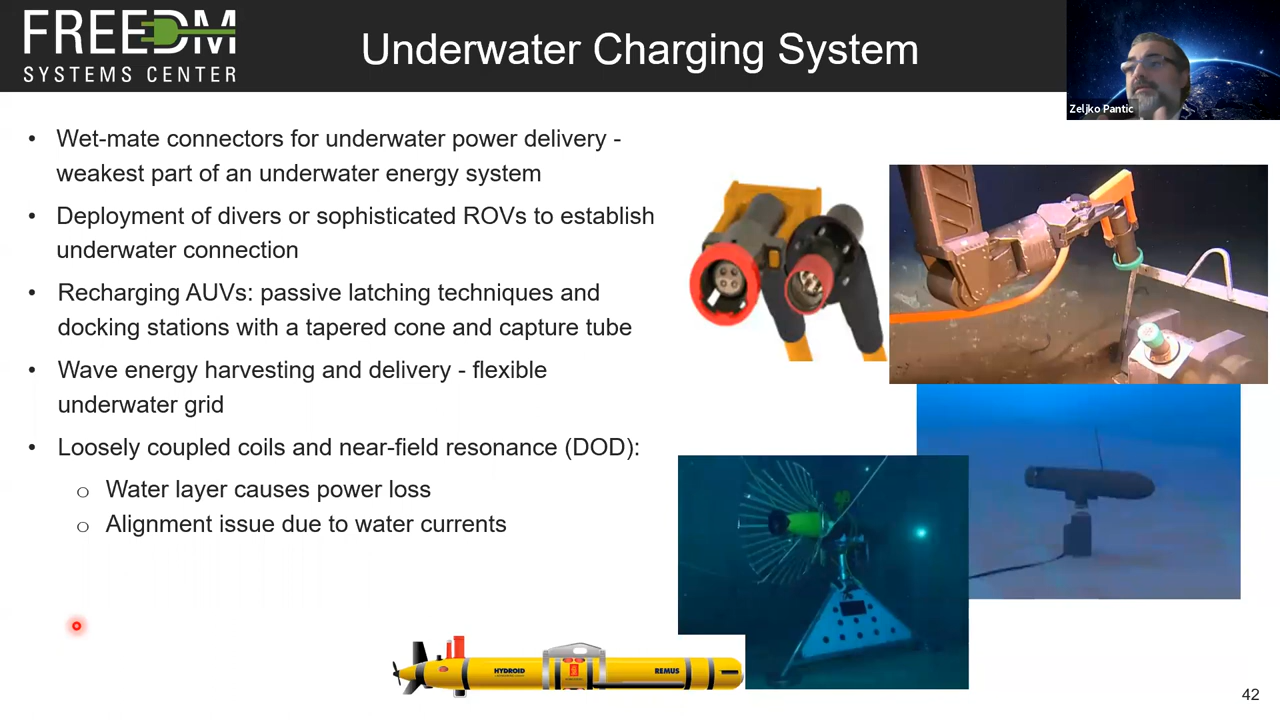 FREEDM
SYSTEMS CENTER
Underwater Charging System
Zeljko Pantic
• Wet-mate connectors for underwater power delivery -
weakest part of an underwater energy system
• Deployment of divers or sophisticated ROVs to establish
underwater connection
• Recharging AUVs: passive latching techniques and
docking stations with a tapered cone and capture tube
• Wave energy harvesting and delivery - flexible
underwater grid
• Loosely coupled coils and near-field resonance (DOD):
o Water layer causes power loss
o Alignment issue due to water currents
HYDROID
REMUS
42